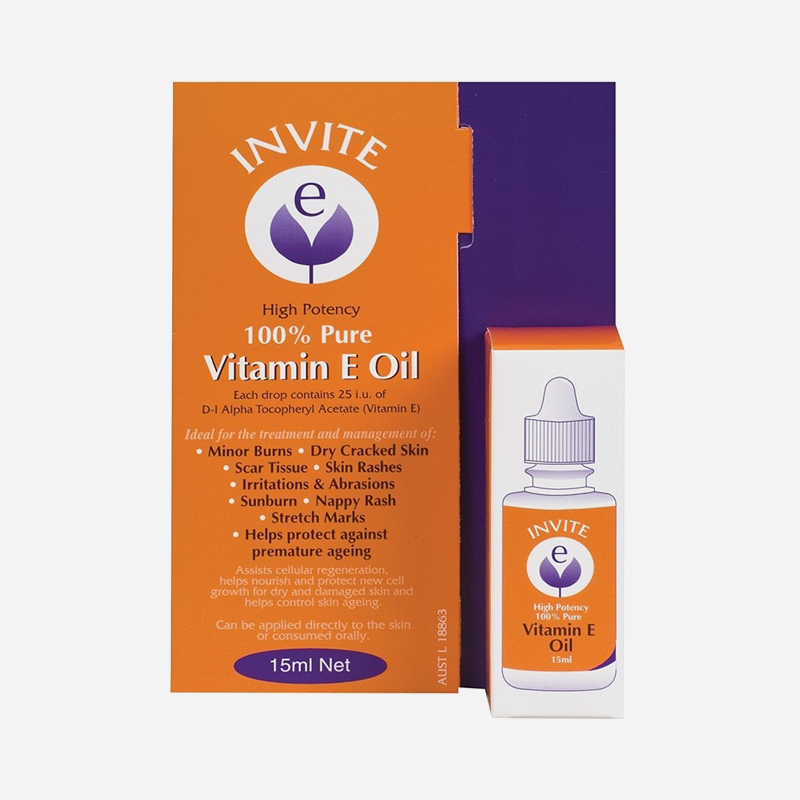 INVITE
e
High Potency
100% Pure
Vitamin E Oil
Each drop contains 25 i.u. of
D-l Alpha Tocopheryl Acetate (Vitamin E)
Ideal for the treatment and management of:
• Minor Burns • Dry Cracked Skin
• Scar Tissue • Skin Rashes
• Irritations & Abrasions
• Sunburn • Nappy Rash
• Stretch Marks
• Helps protect against
premature ageing
Assists cellular regeneration,
helps nourish and protect new cell
growth for dry and damaged skin and
helps control skin ageing.
Can be applied directly to the skin
or consumed orally.
15ml Net
AUST L 18863
INVITE
e
High Potency
100% Pure
Vitamin E
Oil
15ml